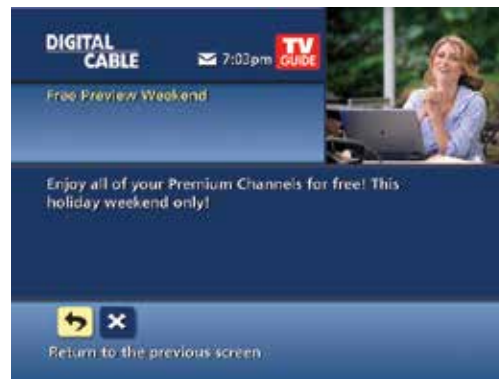 DIGITAL
CABLE
7:03pm
TV
GUIDE
Free Preview Weekend
Enjoy all of your Premium Channels for free! This
holiday weekend only!
Return to the previous screen